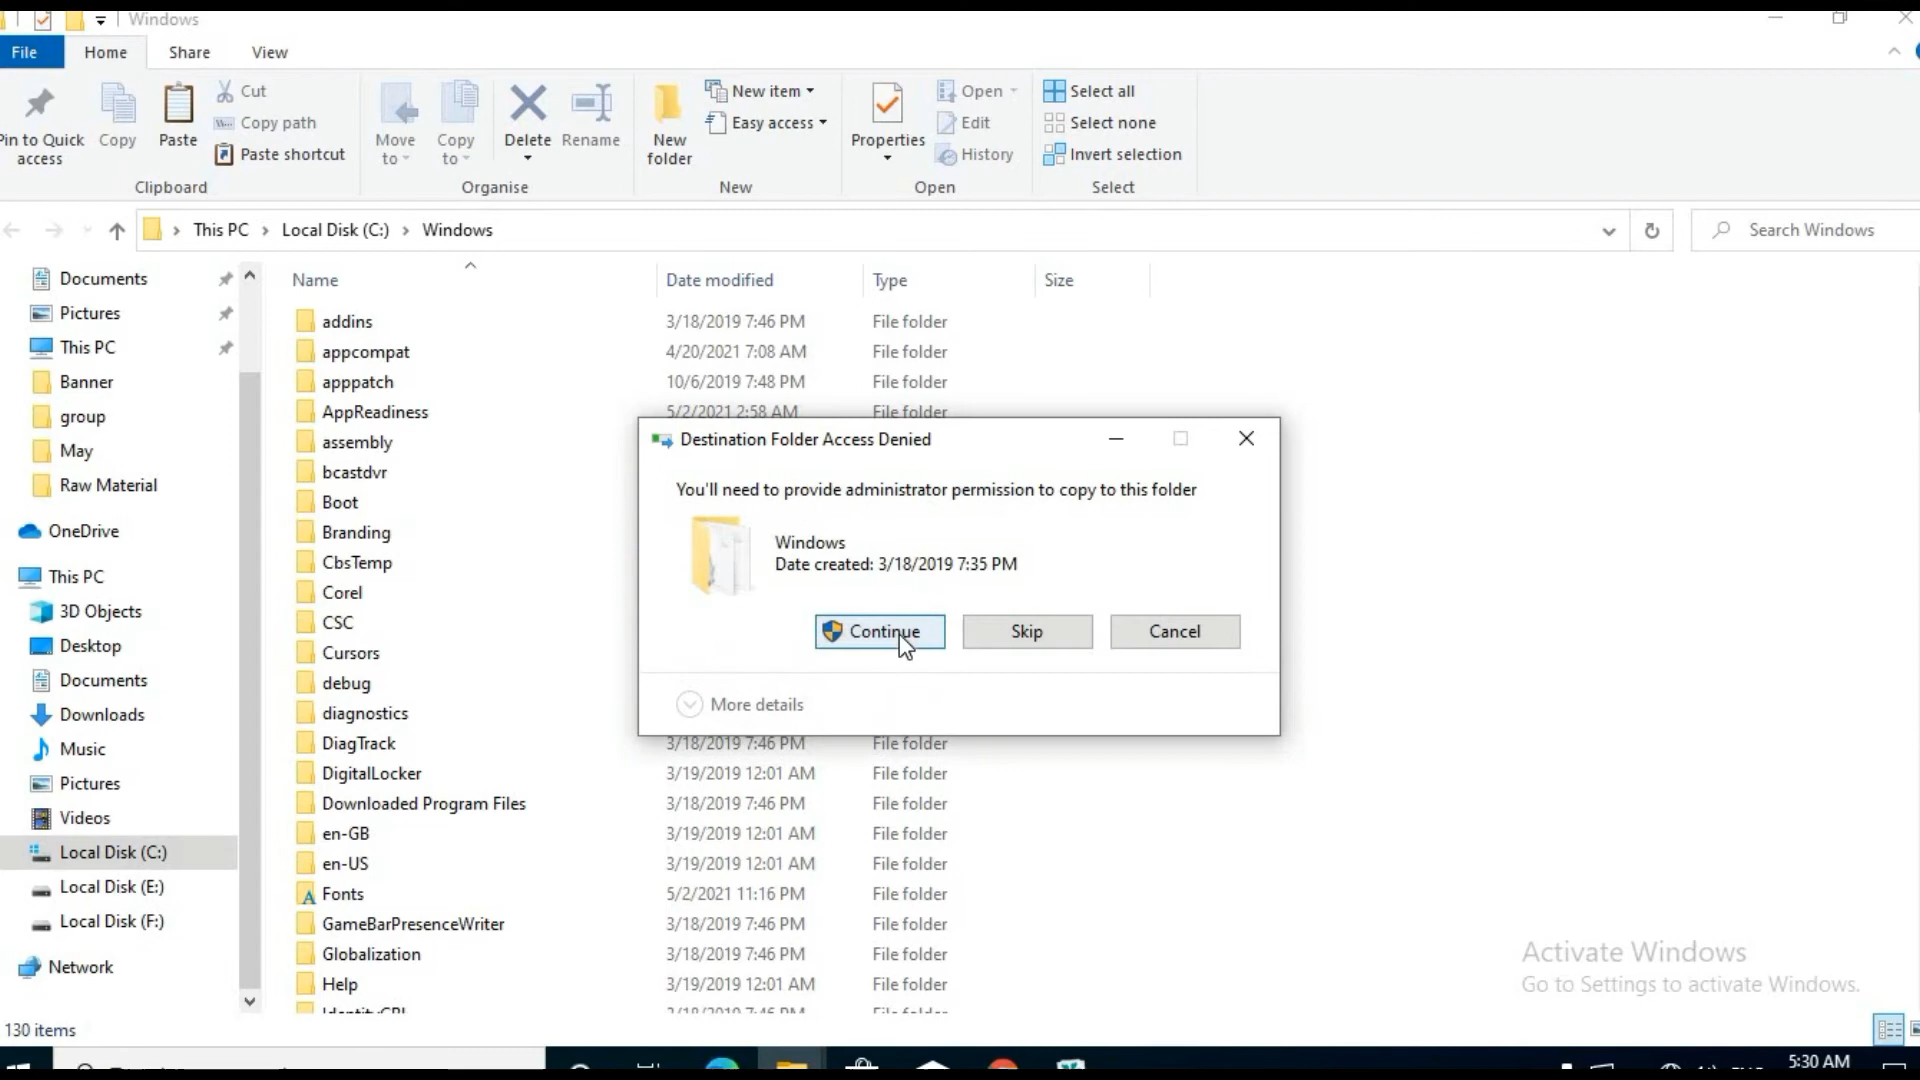 Windows
File
Home
Share
View
Pin to Quick
access
Copy
Paste
Cut
Copy path
Paste shortcut
Clipboard
Move
to
Copy
to
Delete
Rename
Organise
New
folder
New item
Easy access
New
Properties
Open
Edit
History
Open
Select all
Select none
Invert selection
Select
This PC
Local Disk (C:)
Windows
Search Windows
Documents
Pictures
This PC
Banner
group
May
Raw Material
OneDrive
This PC
3D Objects
Desktop
Documents
Downloads
Music
Pictures
Videos
Local Disk (C:)
Local Disk (E:)
Local Disk (F:)
Network
Name Date modified Type Size
addins 3/18/2019 7:46 PM File folder
appcompat 4/20/2021 7:08 AM File folder
apppatch 10/6/2019 7:48 PM File folder
AppReadiness 5/2/2021 2:58 AM File folder
assembly
bcastdvr
Boot
Branding
CbsTemp
Corel
CSC
Cursors
debug
diagnostics
DiagTrack 3/18/2019 7:46 PM File folder
DigitalLocker 3/19/2019 12:01 AM File folder
Downloaded Program Files 3/18/2019 7:46 PM File folder
en-GB 3/19/2019 12:01 AM File folder
en-US 3/19/2019 12:01 AM File folder
Fonts 5/2/2021 11:16 PM File folder
GameBarPresenceWriter 3/18/2019 7:46 PM File folder
Globalization 3/18/2019 7:46 PM File folder
Help 3/19/2019 12:01 AM File folder
Destination Folder Access Denied
You'll need to provide administrator permission to copy to this folder
Windows
Date created: 3/18/2019 7:35 PM
Continue
Skip
Cancel
More details
Activate Windows
Go to Settings to activate Windows.
130 items
5:30 AM